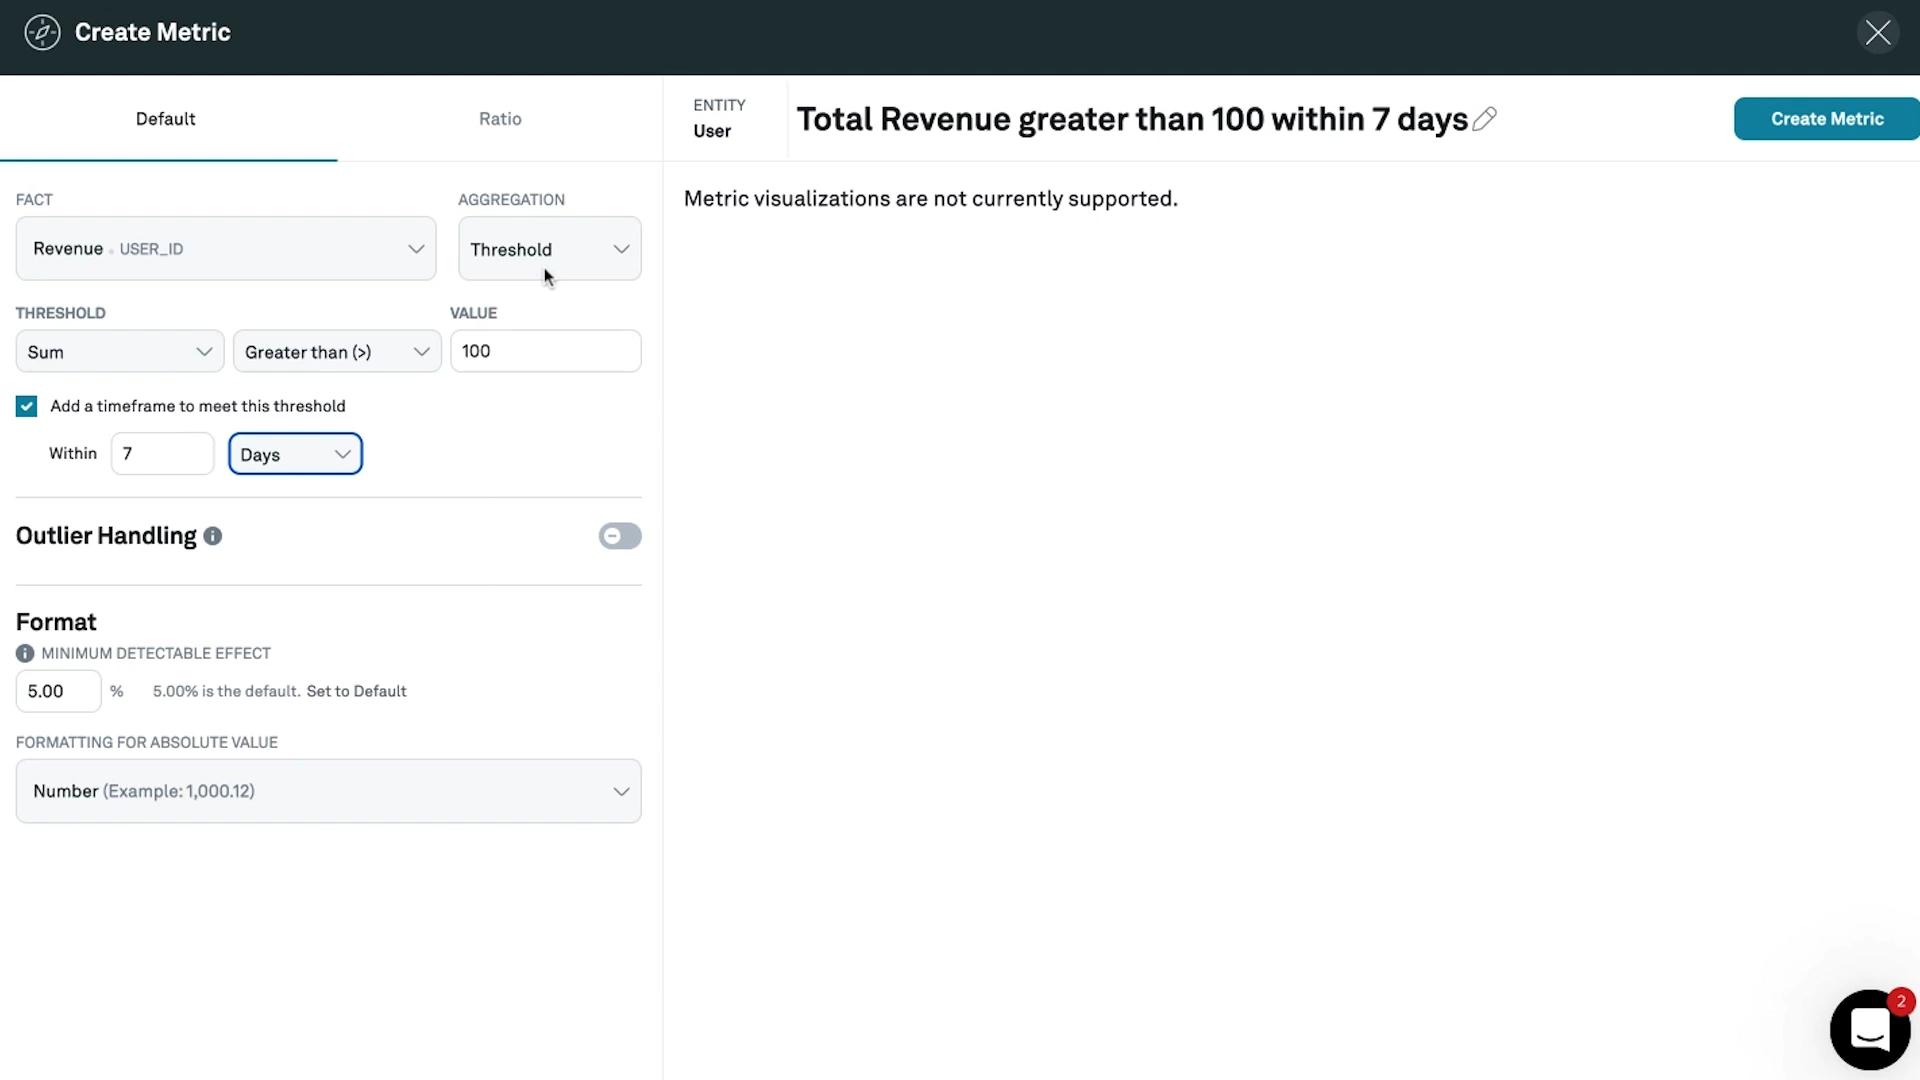 Create Metric
Default
Ratio
ENTITY
User
Total Revenue greater than 100 within 7 days
Create Metric
FACT
AGGREGATION
Revenue USER_ID
Threshold
Metric visualizations are not currently supported.
THRESHOLD
VALUE
Sum
Greater than (>)
100
Add a timeframe to meet this threshold
Within
7
Days
Outlier Handling
Format
MINIMUM DETECTABLE EFFECT
5.00 % 5.00% is the default. Set to Default
FORMATTING FOR ABSOLUTE VALUE
Number (Example: 1,000.12)
2